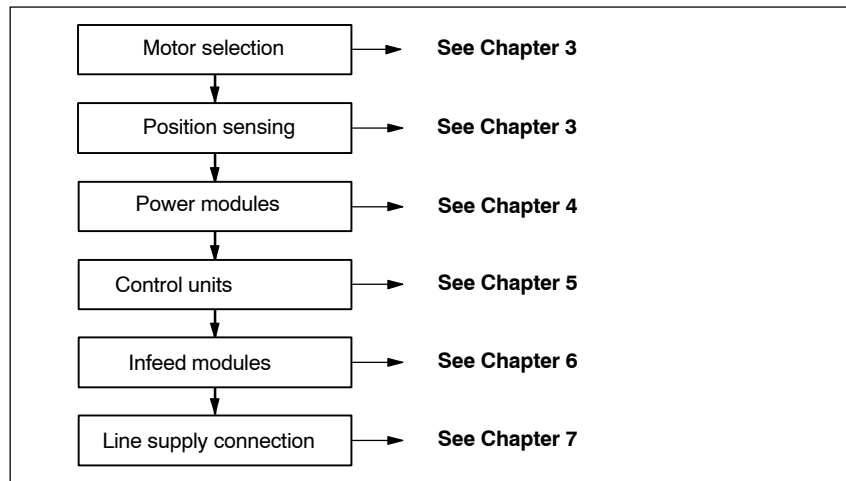 Motor selection See Chapter 3
Position sensing See Chapter 3
Power modules See Chapter 4
Control units See Chapter 5
Infeed modules See Chapter 6
Line supply connection See Chapter 7